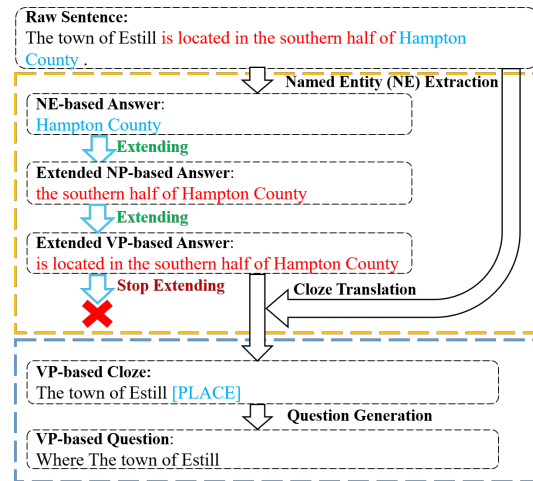 Raw Sentence:
The town of Estill is located in the southern half of Hampton
County .
Named Entity (NE) Extraction
NE-based Answer:
Hampton County
Extending
Extended NP-based Answer:
the southern half of Hampton County
Extending
Extended VP-based Answer:
is located in the southern half of Hampton County
Stop Extending
Cloze Translation
VP-based Cloze:
The town of Estill [PLACE]
Question Generation
VP-based Question:
Where The town of Estill